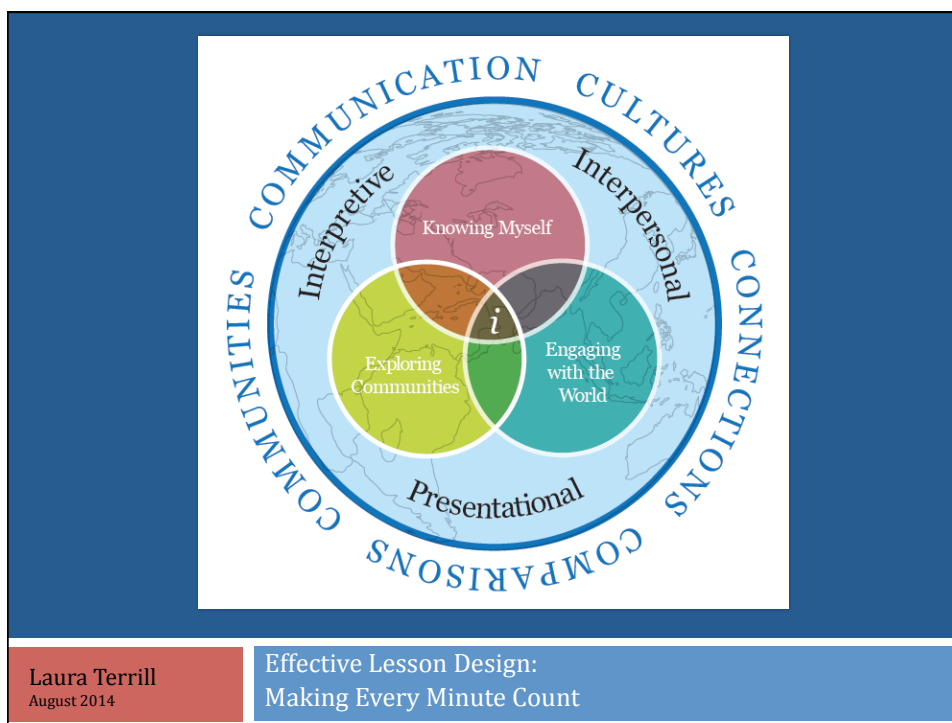 COMMUNICATION CULTURES CONNECTIONS COMPARISONS COMMUNITIES
Interpretive
Interpersonal
Presentational
Knowing Myself
i
Exploring
Communities
Engaging
with the
World
Laura Terrill
August 2014
Effective Lesson Design:
Making Every Minute Count